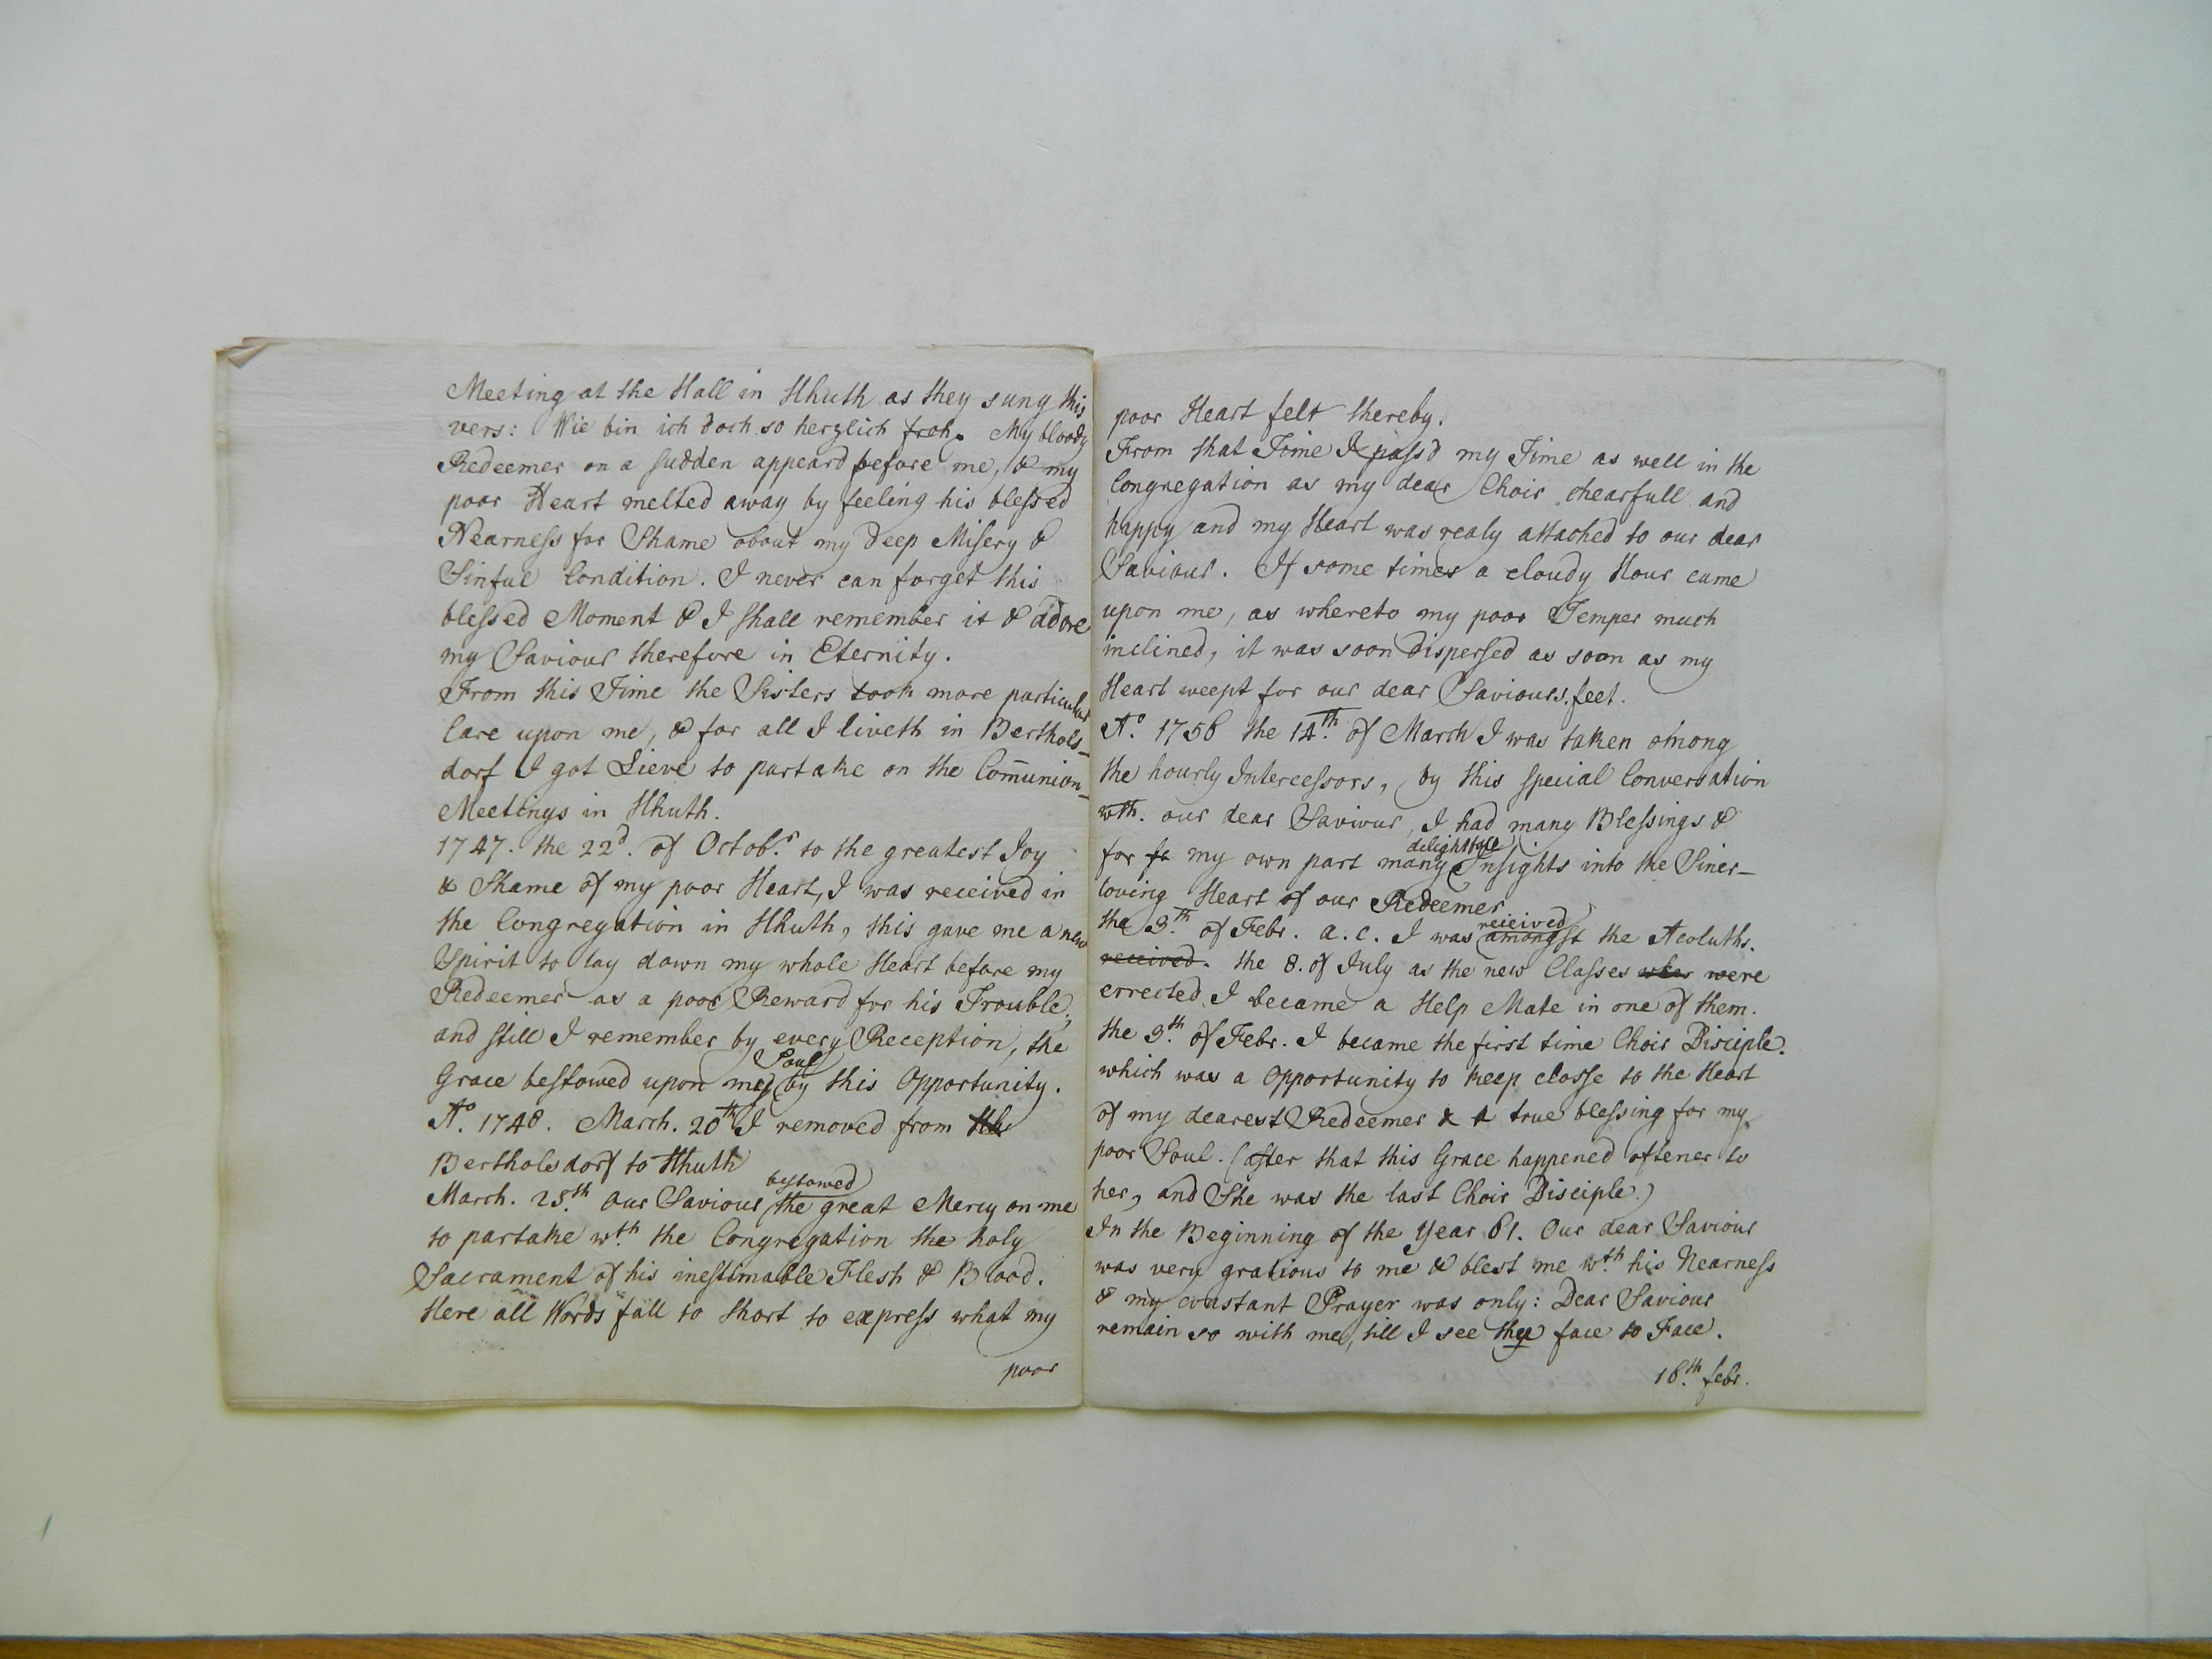 Meeting at the Hall in Hhuth as they sung this
vers: Wie bin ich doch so herzlich froh. My bloody
Redeemer on a sudden appeard before me, & my
poor Heart melted away by feeling his blessed
Nearness for Shame about my deep Misery &
Sinful Condition. I never can forget this
blessed Moment & I shall remember it & adore
my Saviour therefore in Eternity.
From this Time the Sisters took more particular
Care upon me, & for all I liveth in Berthols-
dorf I got Lieve to partake on the Com̄union-
Meetings in Hhuth.
1747. the 22d. of Octobr. to the greatest Joy
& Shame of my poor Heart, I was received in
the Congregation in Hhuth, this gave me a new
Spirit to lay down my whole Heart before my
Redeemer as a poor Reward for his Trouble,
and still I remember by every Reception, the
Soul
Grace bestowed upon my by this Opportunity.
Ao. 1748. March. 20th I removed from
Bertholsdorf to Hhuth
bestowed
March. 25th. Our Saviour the great Mercy on me
to partake wth. the Congregation the holy
Sacrament of his inestimable Flesh & Blood.
Here all Words fall to short to express what my
poor
poor Heart felt thereby.
From that Time I pass'd my Time as well in the
Congregation as my dear Choir chearfull and
happy and my Heart was realy attached to our dear
Saviour. If some times a cloudy Hour came
upon me, as whereto my poor Temper much
inclined, it was soon dispersed as soon as my
Heart weept for our dear Saviours feet.
Ao. 1756 the 14th. of March I was taken among
the hourly Intercessors, by this special Conversation
wth. our dear Saviour, I had many Blessings &
delightfull
for fo my own part many Insights into the Siner-
loving Heart of our Redeemer
received
the 3th. of Febr. a.c. I was amongst the Acoluths.
received. the 8. of July as the new Classes were
errected I became a Help Mate in one of them.
the 3th. of Febr. I became the first time Choir Disciple.
which was a Opportunity to keep closse to the Heart
of my dearest Redeemer & a true blessing for my
poor Soul. (after that this Grace happened oftener to
her, and She was the last Choir Disciple.)
In the Beginning of the Year 61. Our dear Saviour
was very gratious to me & blest me wth. his Nearness
& my constant Prayer was only: Dear Saviour
remain so with me, till I see thee face to Face.
18th. febr.